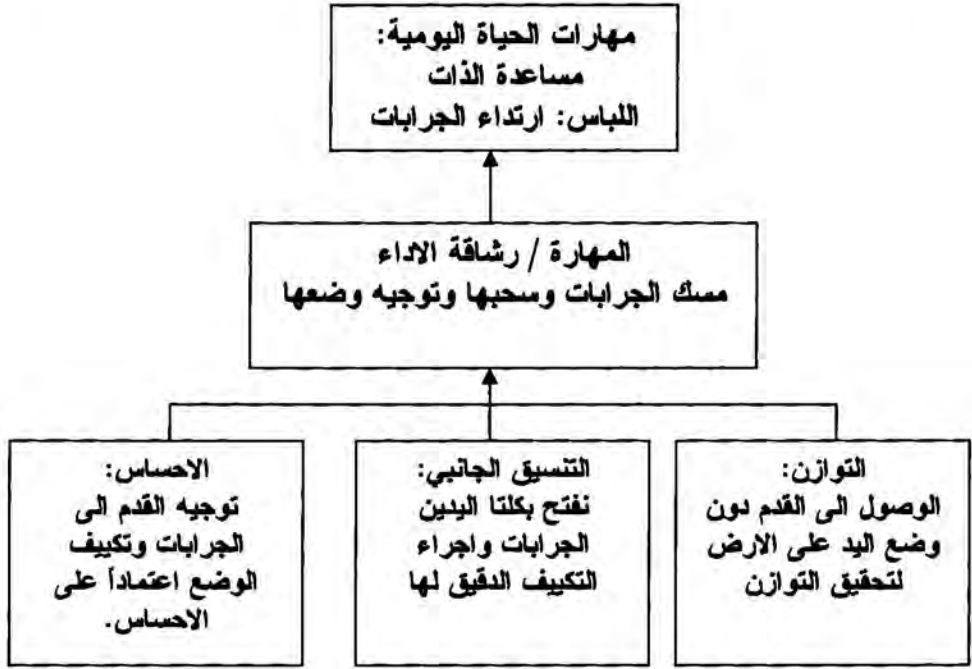 مهارات الحياة اليومية:
مساعدة الذات
اللباس: ارتداء الجرابات
المهارة / رشاقة الاداء
مسك الجرابات وسحبها وتوجيه وضعها
التوازن:
الوصول الى القدم دون
وضع اليد على الارض
لتحقيق التوازن
التنسيق الجانبي:
نفتح بكلتا اليدين
الجرابات واجراء
التكييف الدقيق لها
الاحساس:
توجيه القدم الى
الجرابات وتكييف
الوضع اعتماداً على
الاحساس.